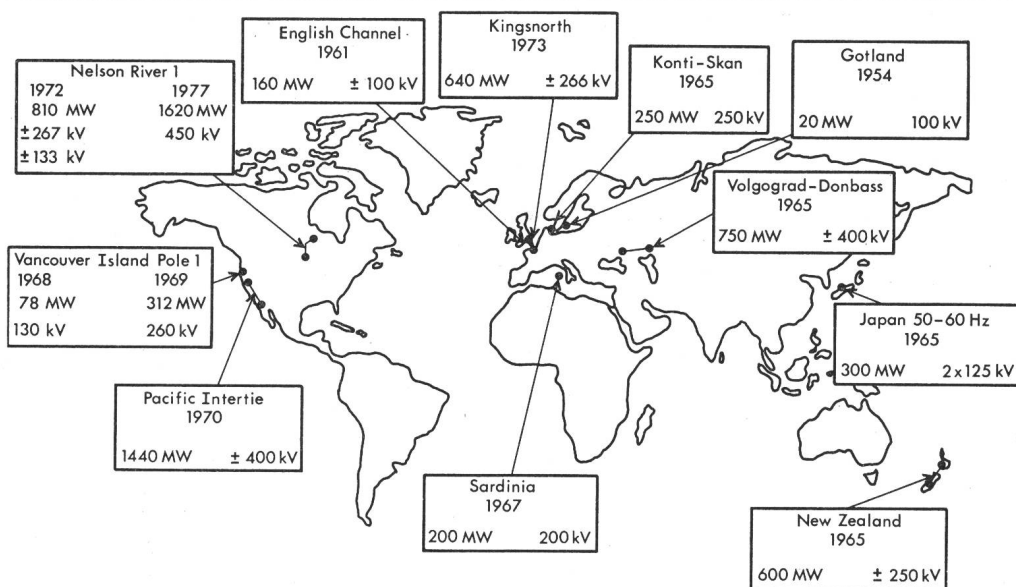 Nelson River 1
1972 1977
810 MW 1620 MW
±267 kV 450 kV
±133 kV
English Channel
1961
160 MW ± 100 kV
Kingsnorth
1973
640 MW ± 266 kV
Konti-Skan
1965
250 MW 250 kV
Gotland
1954
20 MW 100 kV
Volgograd-Donbass
1965
750 MW ± 400 kV
Vancouver Island Pole 1
1968 1969
78 MW 312 MW
130 kV 260 kV
Japan 50-60 Hz
1965
300 MW 2x125 kV
Pacific Intertie
1970
1440 MW ± 400 kV
Sardinia
1967
200 MW 200 kV
New Zealand
1965
600 MW ± 250 kV